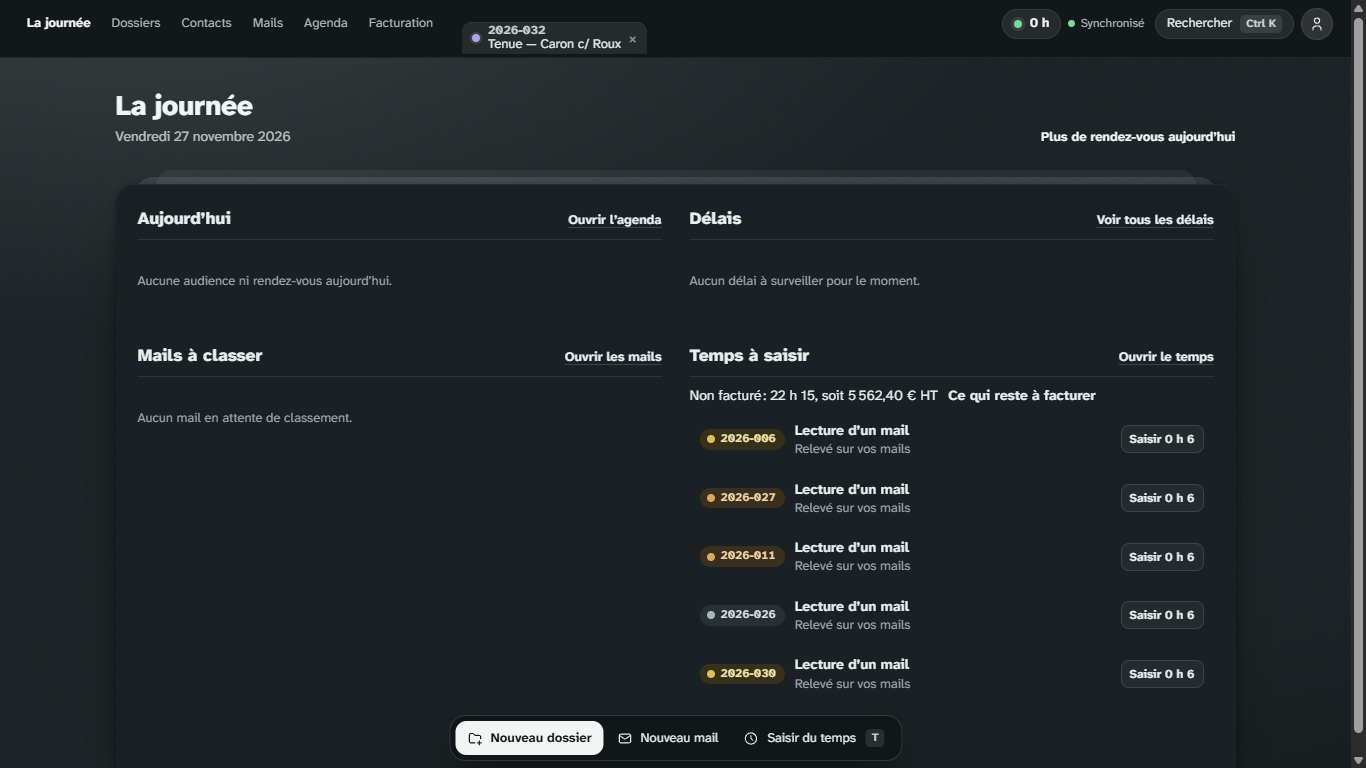 La journée
Dossiers
Contacts
Mails
Agenda
Facturation
2026-032
Tenue — Caron c/ Roux ×
0 h
Synchronisé
Rechercher Ctrl K
La journée
Vendredi 27 novembre 2026
Plus de rendez-vous aujourd’hui
Aujourd’hui
Ouvrir l’agenda
Aucune audience ni rendez-vous aujourd’hui.
Délais
Voir tous les délais
Aucun délai à surveiller pour le moment.
Mails à classer
Ouvrir les mails
Aucun mail en attente de classement.
Temps à saisir
Ouvrir le temps
Non facturé : 22 h 15, soit 5 562,40 € HT Ce qui reste à facturer
2026-006
Lecture d’un mail
Relevé sur vos mails
Saisir 0 h 6
2026-027
Lecture d’un mail
Relevé sur vos mails
Saisir 0 h 6
2026-011
Lecture d’un mail
Relevé sur vos mails
Saisir 0 h 6
2026-026
Lecture d’un mail
Relevé sur vos mails
Saisir 0 h 6
2026-030
Lecture d’un mail
Relevé sur vos mails
Saisir 0 h 6
Nouveau dossier
Nouveau mail
Saisir du temps T